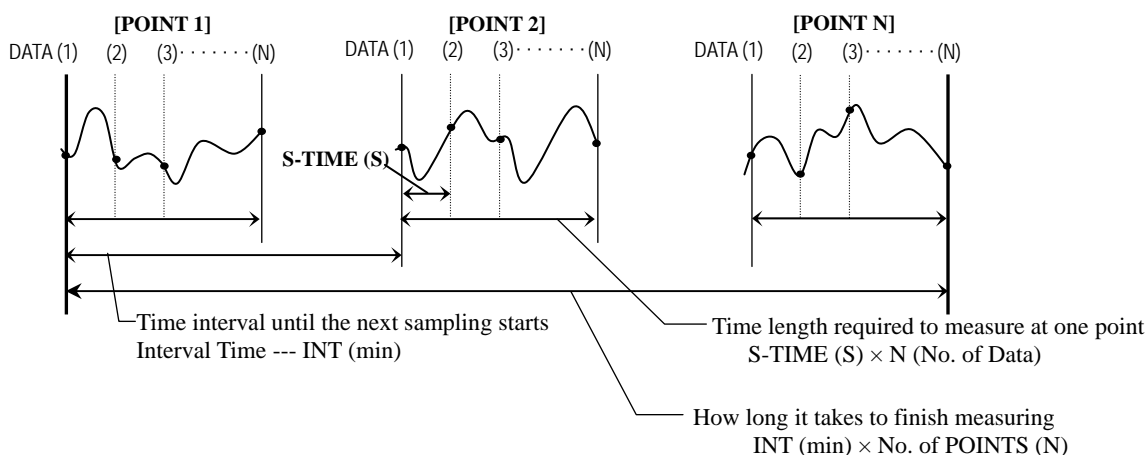 [POINT 1] [POINT 2] [POINT N]
DATA (1) (2) (3)·······(N) DATA (1) (2) (3)·······(N) DATA (1) (2) (3)·······(N)
S-TIME (S)
Time interval until the next sampling starts
Interval Time --- INT (min)
Time length required to measure at one point
S-TIME (S) × N (No. of Data)
How long it takes to finish measuring
INT (min) × No. of POINTS (N)